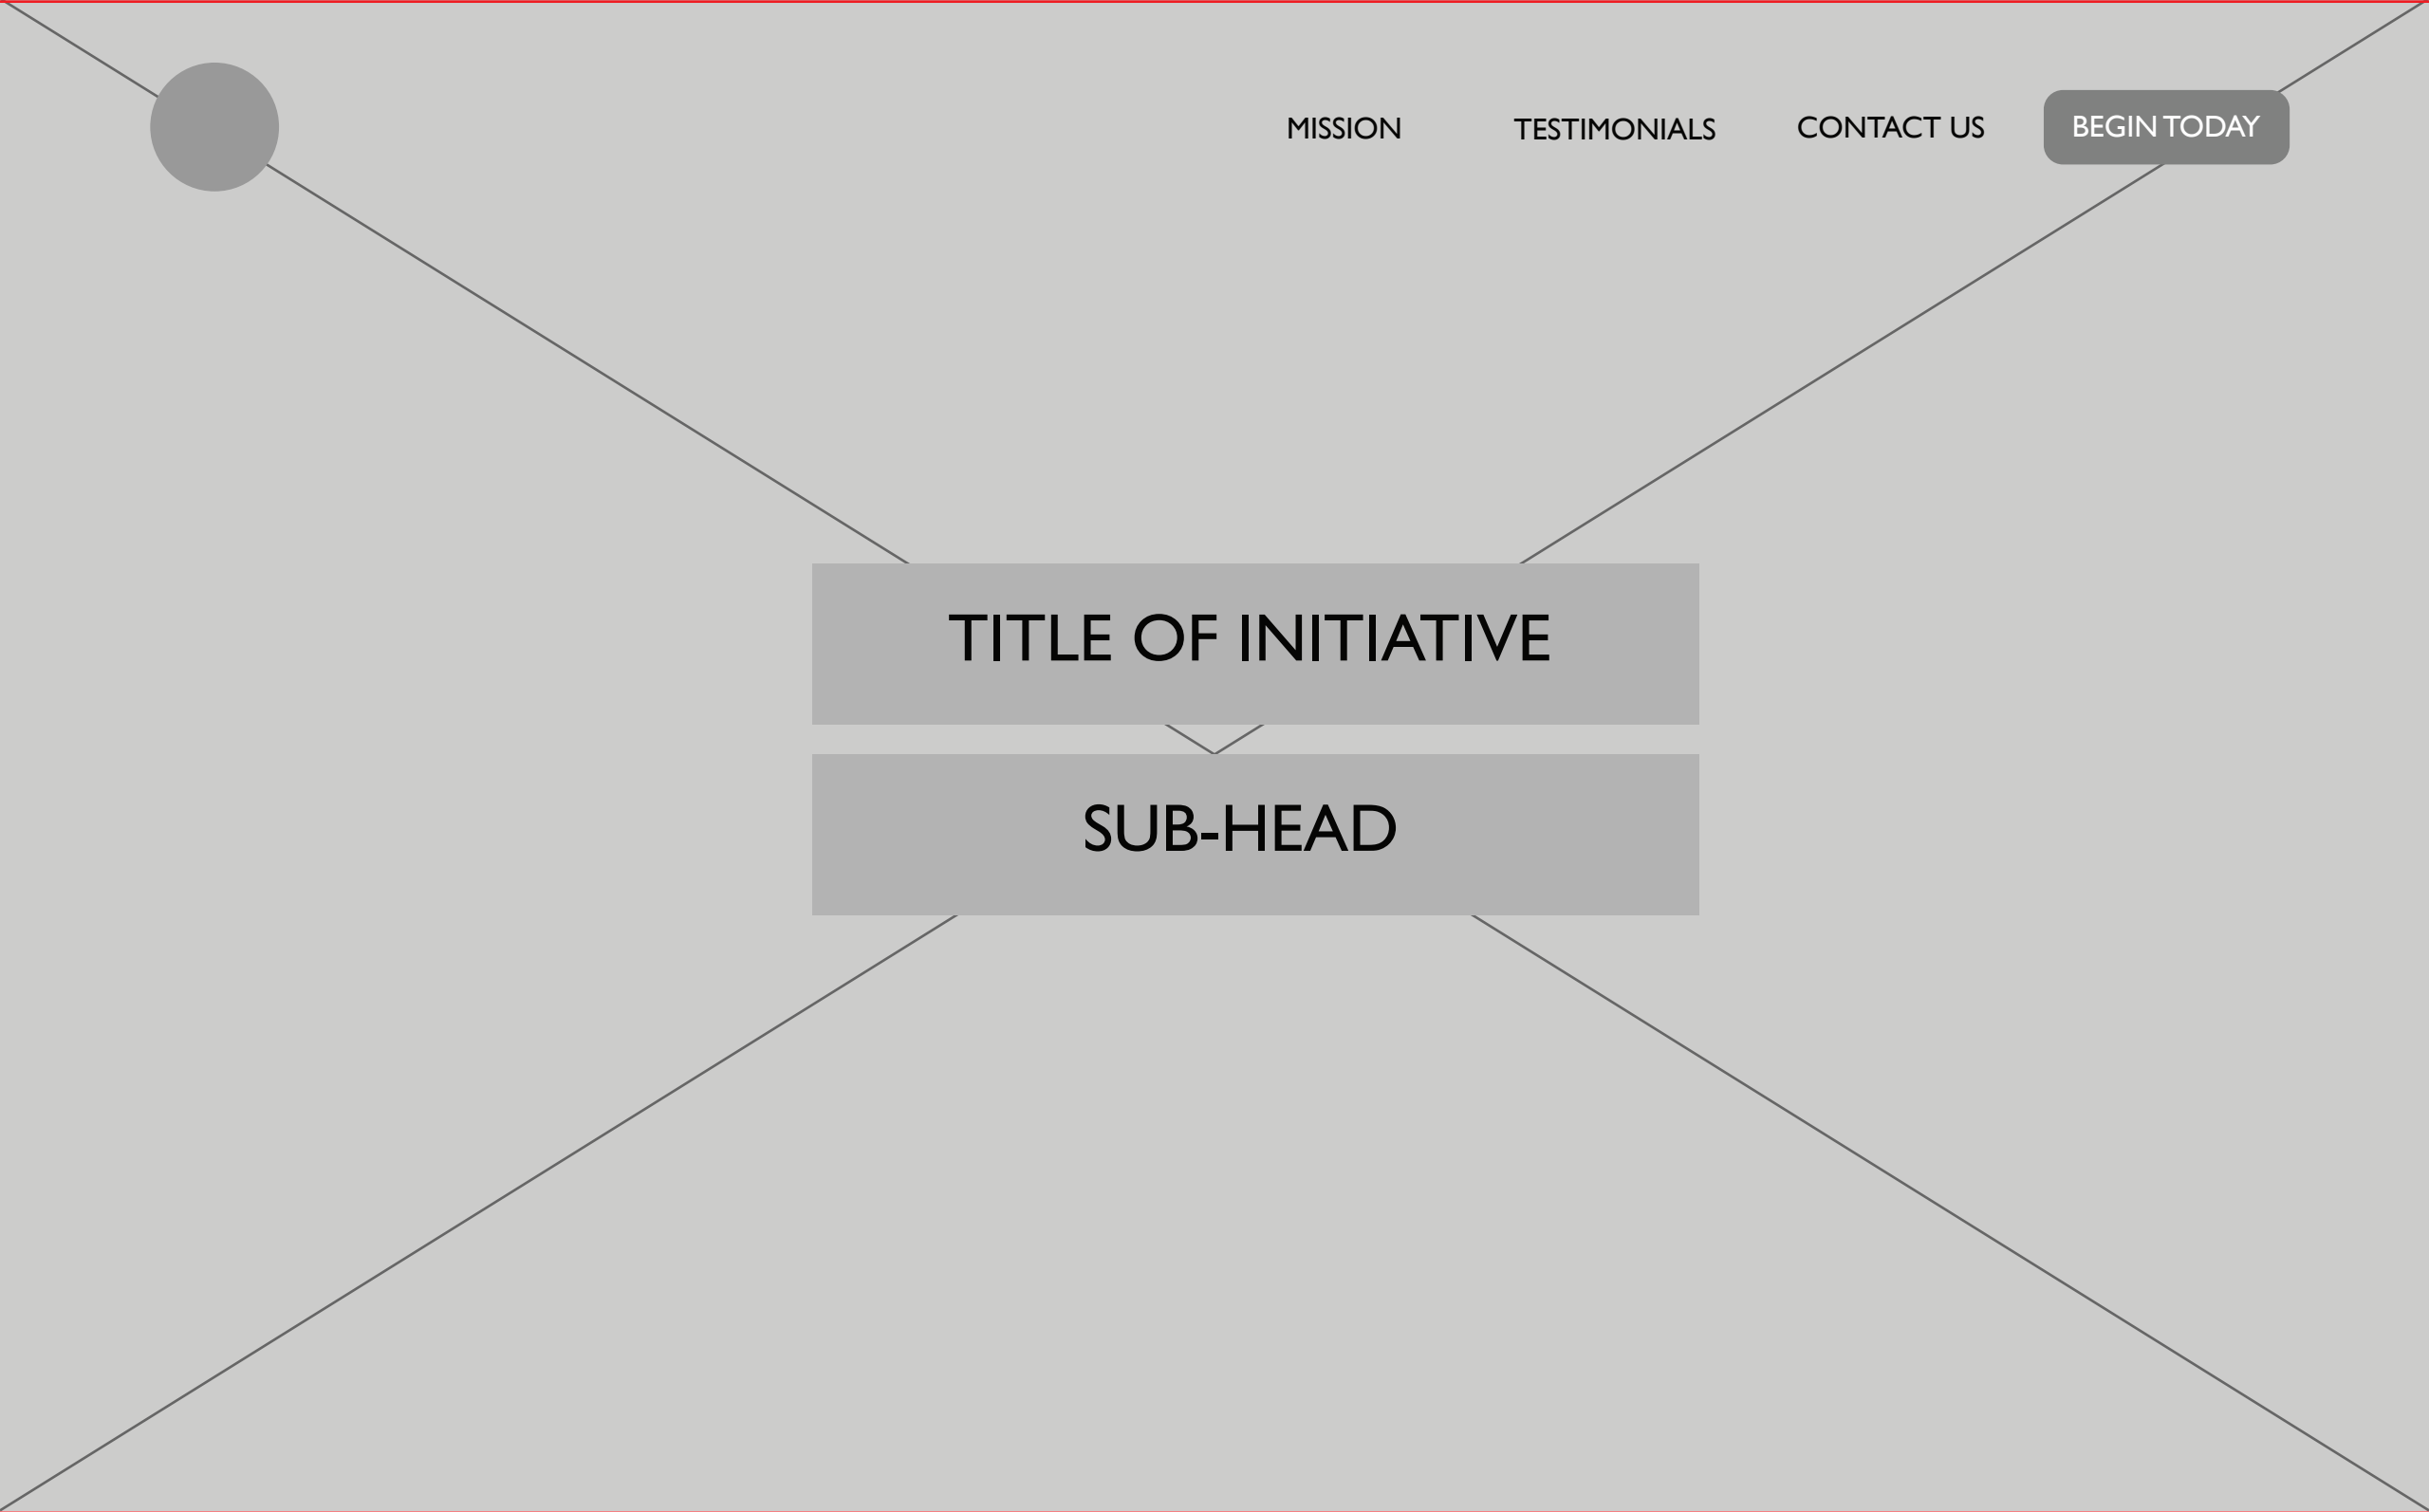 MISSION
TESTIMONIALS
CONTACT US
BEGIN TODAY
TITLE OF INITIATIVE
SUB-HEAD